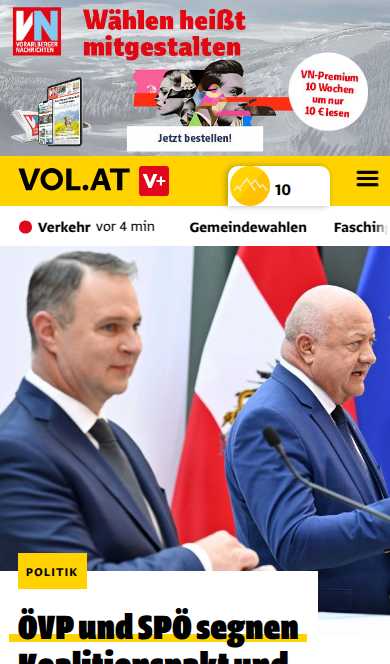 VN
VORARLBERGER
NACHRICHTEN
Wählen heißt
mitgestalten
VN-Premium
10 Wochen
um nur
10 € lesen
Jetzt bestellen!
VOL.AT V+
10
Verkehr vor 4 min Gemeindewahlen Fasching
POLITIK
ÖVP und SPÖ segnen
Koalitionspakt und